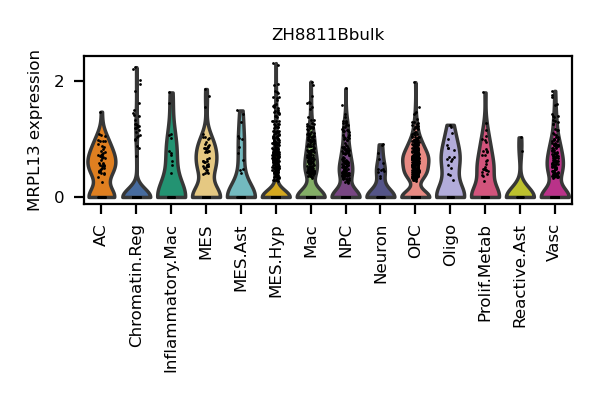 ZH8811Bbulk
MRPL13 expression
2
0
AC
Chromatin.Reg
Inflammatory.Mac
MES
MES.Ast
MES.Hyp
Mac
NPC
Neuron
OPC
Oligo
Prolif.Metab
Reactive.Ast
Vasc